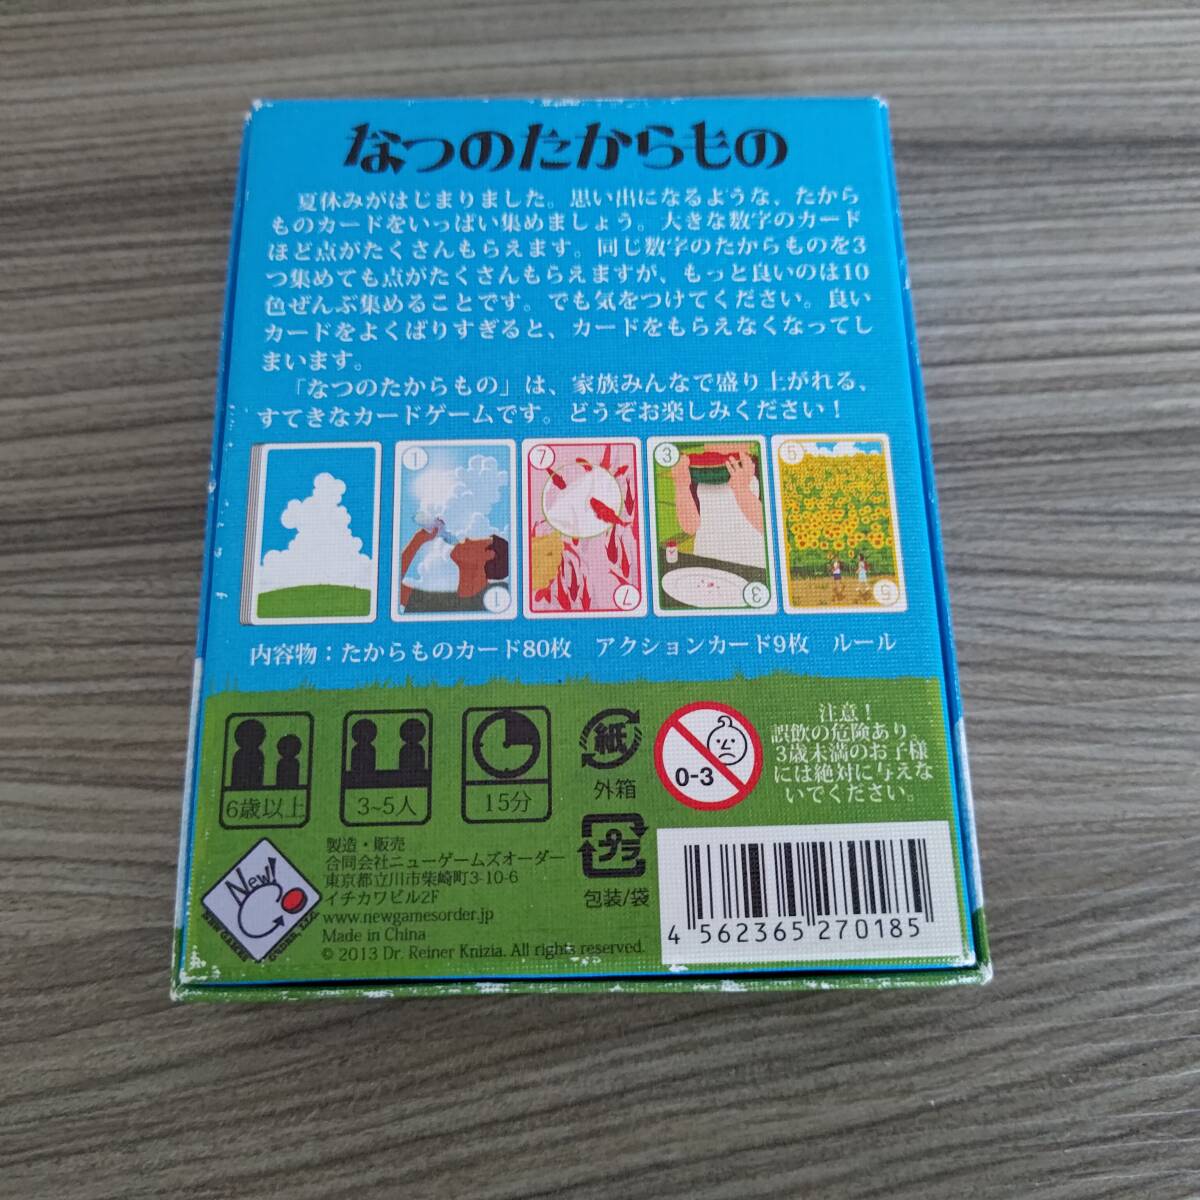 なつのたからもの
夏休みがはじまりました。思い出になるような、たから
ものカードをいっぱい集めましょう。大きな数字のカード
ほど点がたくさんもらえます。同じ数字のたからものを3
つ集めても点がたくさんもらえますが、もっと良いのは10
色ぜんぶ集めることです。でも気をつけてください。良い
カードをよくばりすぎると、カードをもらえなくなってし
まいます。
「なつのたからもの」は、家族みんなで盛り上がれる、
すてきなカードゲームです。どうぞお楽しみください！
1 7 3 5
1 7 3 5
内容物：たからものカード80枚 アクションカード9枚 ルール
6歳以上
3~5人
15分
紙
外箱
プラ
包装/袋
0-3
注意！
誤飲の危険あり。
3歳未満のお子様
には絶対に与えな
いでください。
New!
NEW GAMES ORDER, LLC.
製造・販売
合同会社ニューゲームズオーダー
東京都立川市柴崎町3-10-6
イチカワビル2F
www.newgamesorder.jp
Made in China
© 2013 Dr. Reiner Knizia. All rights reserved.
4 562365 270185